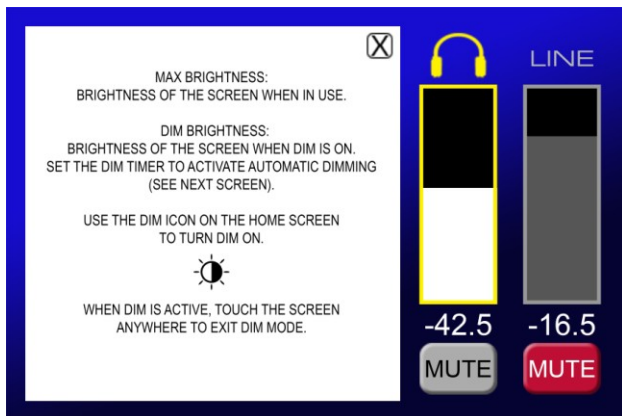 X
MAX BRIGHTNESS:
BRIGHTNESS OF THE SCREEN WHEN IN USE.
DIM BRIGHTNESS:
BRIGHTNESS OF THE SCREEN WHEN DIM IS ON.
SET THE DIM TIMER TO ACTIVATE AUTOMATIC DIMMING
(SEE NEXT SCREEN).
USE THE DIM ICON ON THE HOME SCREEN
TO TURN DIM ON.
WHEN DIM IS ACTIVE, TOUCH THE SCREEN
ANYWHERE TO EXIT DIM MODE.
LINE
-42.5
-16.5
MUTE
MUTE